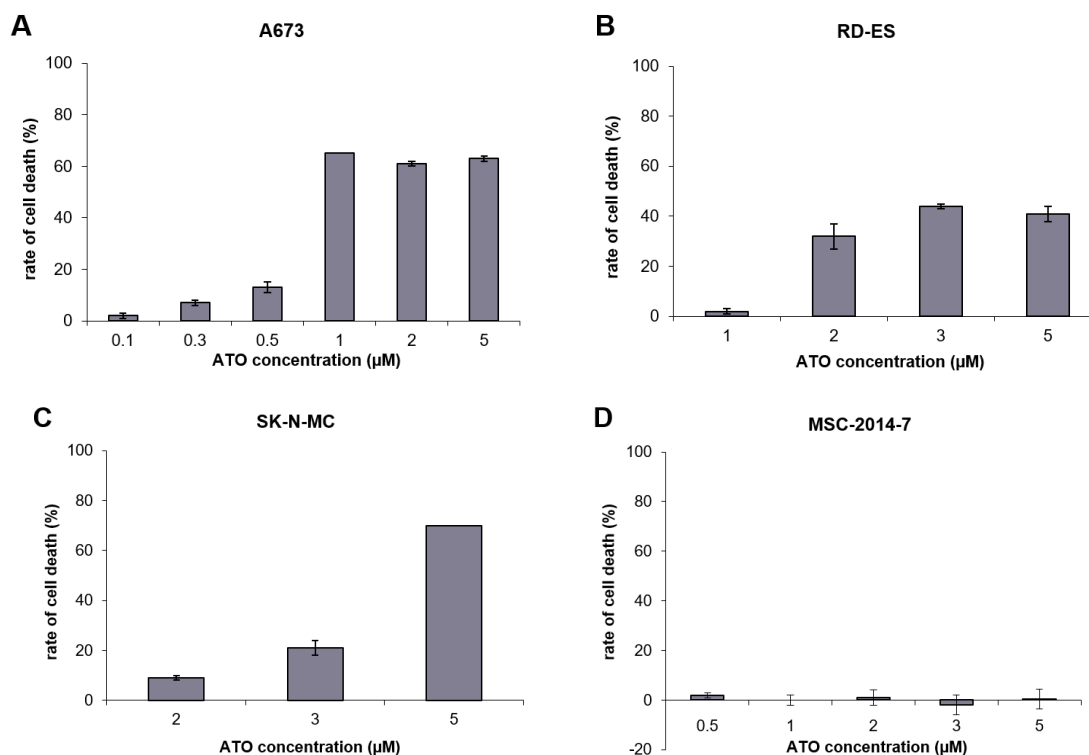 A
A673
rate of cell death (%)
100
80
60
40
20
0
0.1 0.3 0.5 1 2 5
ATO concentration (µM)
B
RD-ES
rate of cell death (%)
100
80
60
40
20
0
1 2 3 5
ATO concentration (µM)
C
SK-N-MC
rate of cell death (%)
100
80
60
40
20
0
2 3 5
ATO concentration (µM)
D
MSC-2014-7
rate of cell death (%)
100
80
60
40
20
0
-20
0.5 1 2 3 5
ATO concentration (µM)